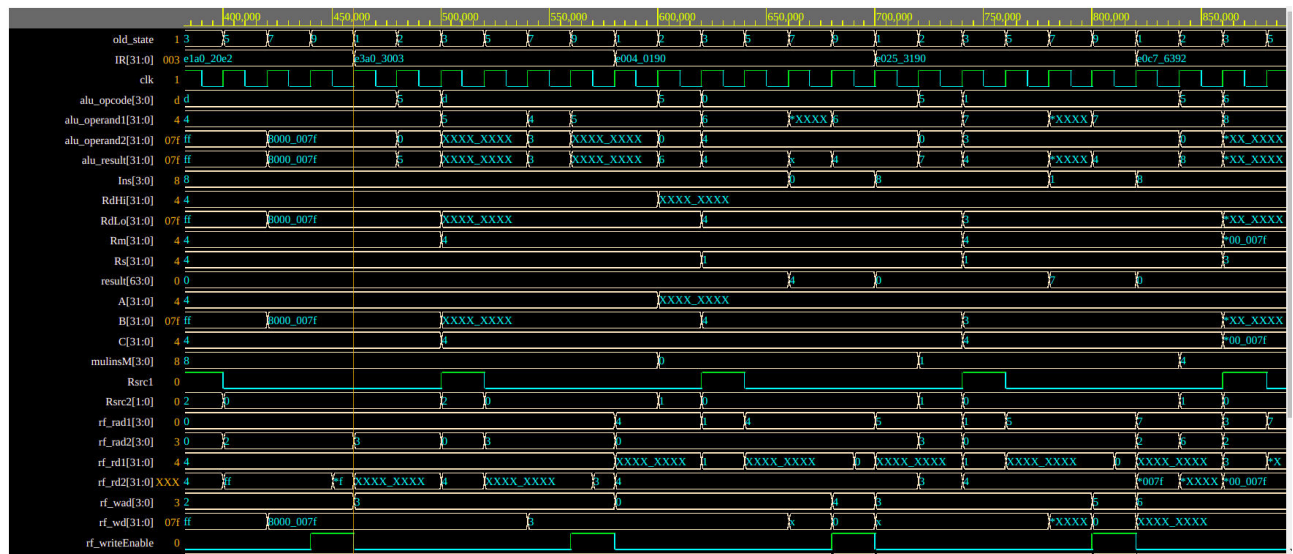 400,000 450,000 500,000 550,000 600,000 650,000 700,000 750,000 800,000 850,000
old_state 1 3 5 7 9 1 2 3 5 7 9 1 2 3 5 7 9 1 2 3 5 7 9 1 2 3 5
IR[31:0] 003 e1a0_20e2 e3a0_3003 e004_0190 e025_3190 e0c7_6392
clk 1
alu_opcode[3:0] d d 5 d 5 0 5 1 5 6
alu_operand1[31:0] 4 4 5 4 5 6 *XXXX 6 7 *XXXX 7 8
alu_operand2[31:0] 07f ff 8000_007f 0 XXXX_XXXX 3 XXXX_XXXX 0 4 0 3 0 *XX_XXXX
alu_result[31:0] 07f ff 8000_007f 5 XXXX_XXXX 3 XXXX_XXXX 6 4 x 4 7 4 *XXXX 4 8 *XX_XXXX
Ins[3:0] 8 8 0 8 1 8
RdHi[31:0] 4 4 XXXX_XXXX
RdLo[31:0] 07f ff 8000_007f XXXX_XXXX 4 3 *XX_XXXX
Rm[31:0] 4 4 4 4 *00_007f
Rs[31:0] 4 4 1 1 3
result[63:0] 0 0 4 0 7 0
A[31:0] 4 4 XXXX_XXXX
B[31:0] 07f ff 8000_007f XXXX_XXXX 4 3 *XX_XXXX
C[31:0] 4 4 4 4 *00_007f
mulinsM[3:0] 8 8 0 1 4
Rsrc1 0
Rsrc2[1:0] 0 2 0 2 0 1 0 1 0 1 0
rf_rad1[3:0] 0 0 4 1 4 5 1 5 7 3 7
rf_rad2[3:0] 3 0 2 3 0 3 0 3 0 2 6 2
rf_rd1[31:0] 4 4 XXXX_XXXX 1 XXXX_XXXX 0 XXXX_XXXX 1 XXXX_XXXX 0 XXXX_XXXX 3 *X
rf_rd2[31:0] XXX 4 ff *f XXXX_XXXX 4 XXXX_XXXX 3 4 3 4 *007f *XXXX *00_007f
rf_wad[3:0] 3 2 3 0 4 3 5 6
rf_wd[31:0] 07f ff 8000_007f 3 x 0 x *XXXX 0 XXXX_XXXX
rf_writeEnable 0